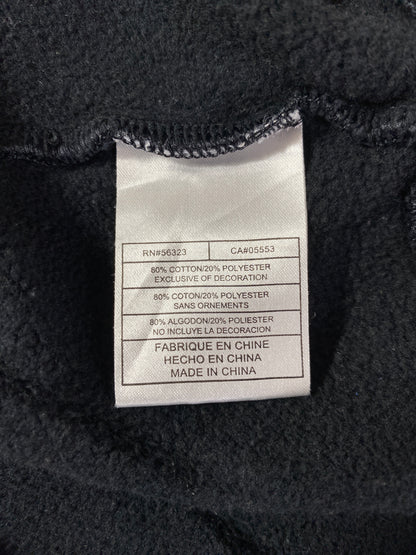 RN#56323 CA#05553
80% COTTON/20% POLYESTER
EXCLUSIVE OF DECORATION
80% COTON/20% POLYESTER
SANS ORNEMENTS
80% ALGODON/20% POLIESTER
NO INCLUYE LA DECORACION
FABRIQUE EN CHINE
HECHO EN CHINA
MADE IN CHINA